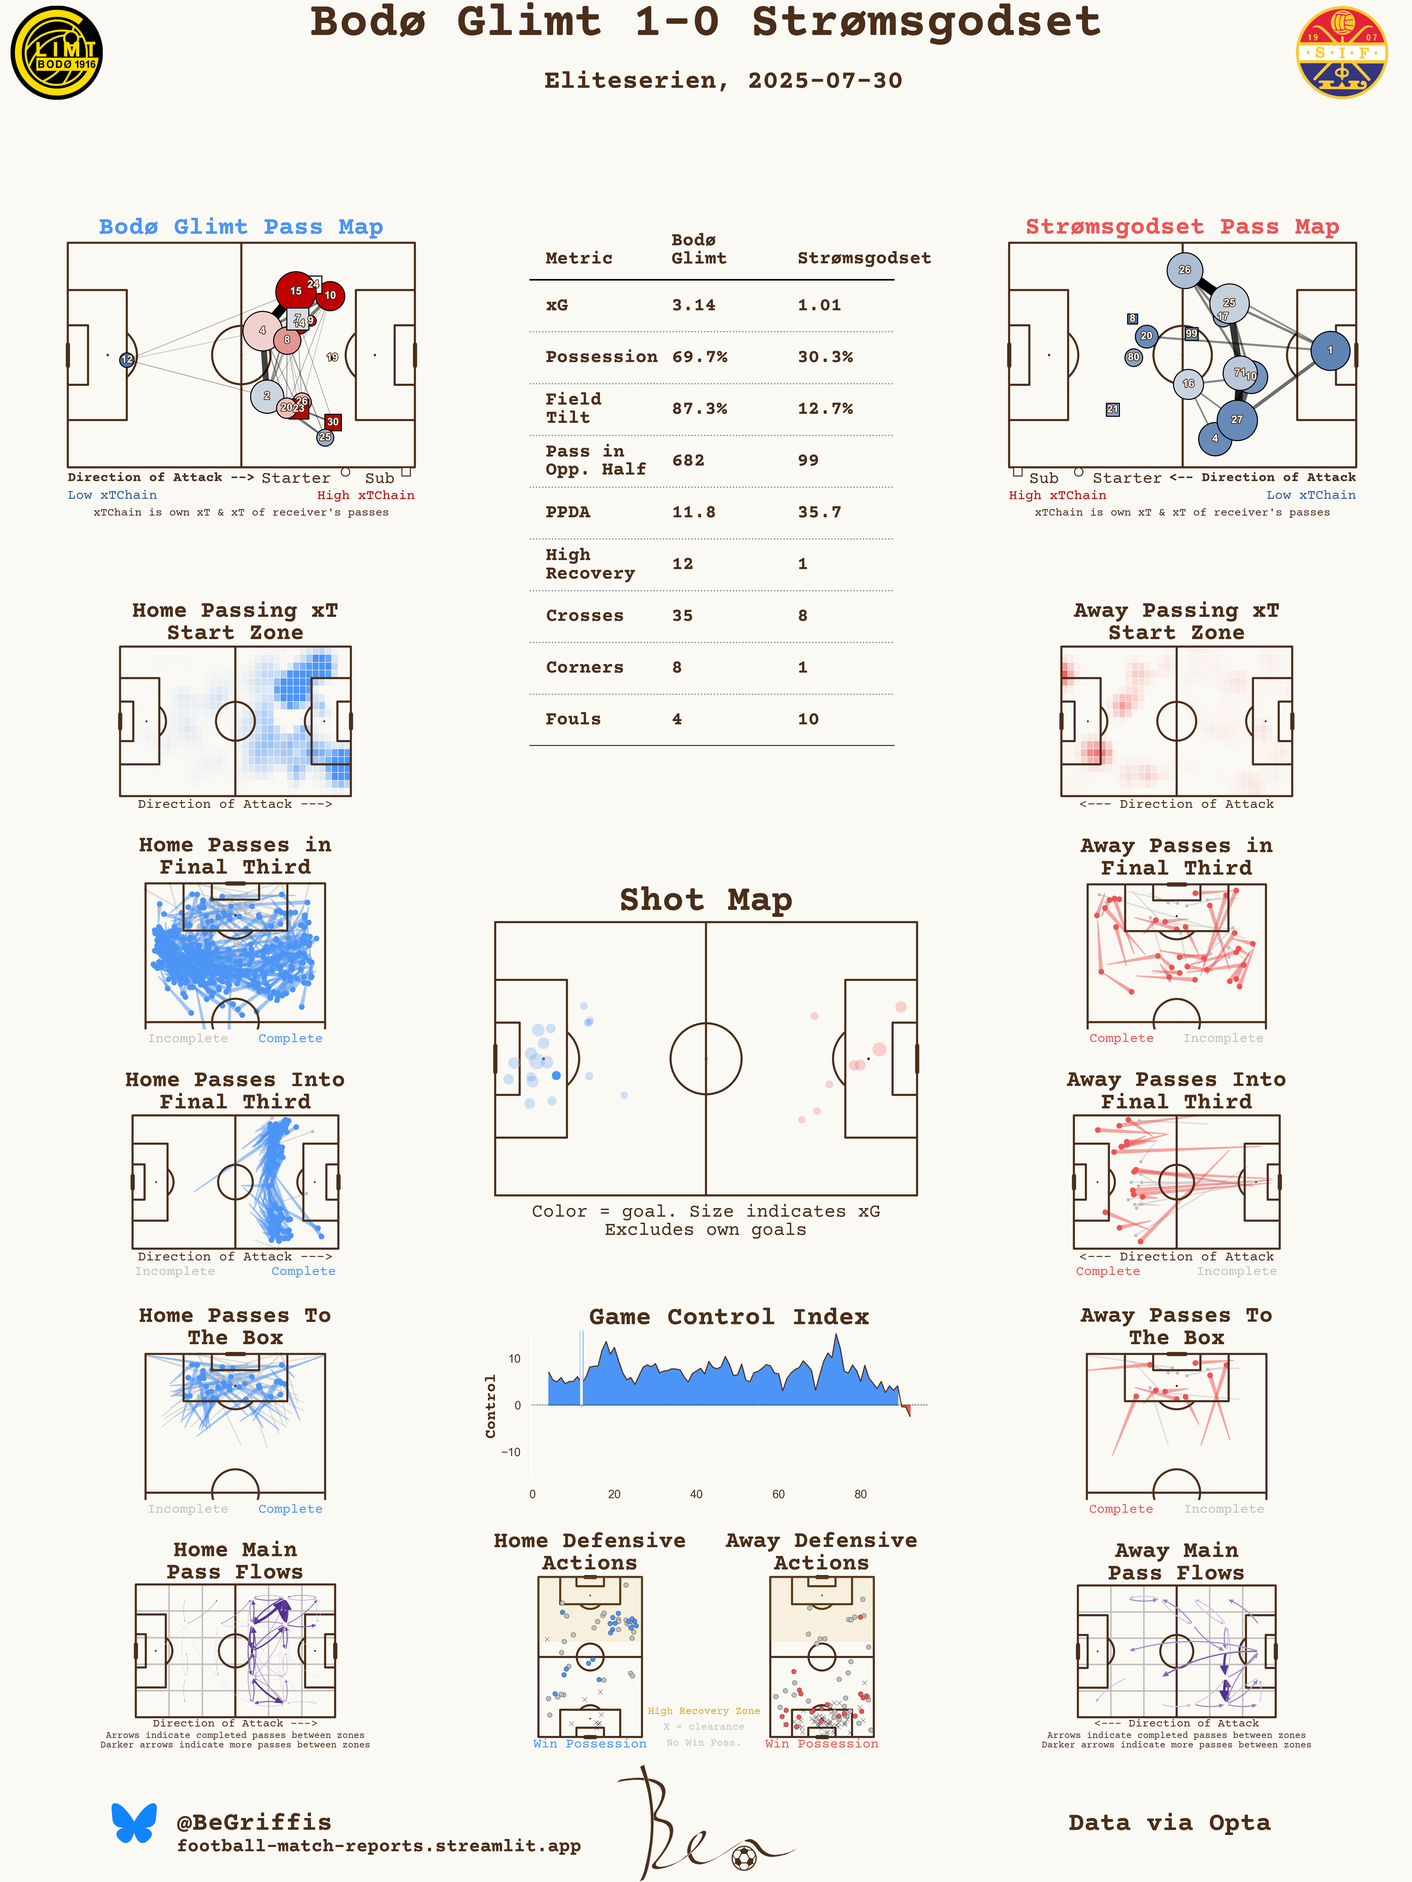 Bodø Glimt 1-0 Strømsgodset
Eliteserien, 2025-07-30
LIMT
BODØ 1916
19 07
S.I.F
Bodø Glimt Pass Map
24
15
10
7
14
9
4
8
12
19
2
20
26
23
30
25
Direction of Attack --> Starter Sub
Low xTChain High xTChain
xTChain is own xT & xT of receiver's passes
Metric Bodø Glimt Strømsgodset
xG 3.14 1.01
Possession 69.7% 30.3%
Field Tilt 87.3% 12.7%
Pass in Opp. Half 682 99
PPDA 11.8 35.7
High Recovery 12 1
Crosses 35 8
Corners 8 1
Fouls 4 10
Strømsgodset Pass Map
26
25
17
8
20
99
80
1
71
10
16
21
27
4
Sub Starter <-- Direction of Attack
High xTChain Low xTChain
xTChain is own xT & xT of receiver's passes
Home Passing xT
Start Zone
Direction of Attack --->
Away Passing xT
Start Zone
<--- Direction of Attack
Home Passes in
Final Third
Incomplete Complete
Shot Map
Color = goal. Size indicates xG
Excludes own goals
Away Passes in
Final Third
Complete Incomplete
Home Passes Into
Final Third
Direction of Attack --->
Incomplete Complete
Away Passes Into
Final Third
<--- Direction of Attack
Complete Incomplete
Home Passes To
The Box
Incomplete Complete
Game Control Index
Control
10
0
−10
0 20 40 60 80
Away Passes To
The Box
Complete Incomplete
Home Main
Pass Flows
Direction of Attack --->
Arrows indicate completed passes between zones
Darker arrows indicate more passes between zones
Home Defensive
Actions
Win Possession
High Recovery Zone
X = clearance
No Win Poss.
Away Defensive
Actions
Win Possession
Away Main
Pass Flows
<--- Direction of Attack
Arrows indicate completed passes between zones
Darker arrows indicate more passes between zones
@BeGriffis
football-match-reports.streamlit.app
Ben
Data via Opta